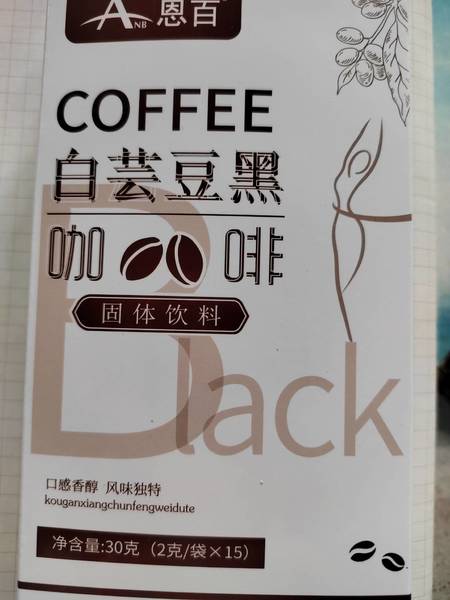 ANB 恩百
COFFEE
白芸豆黑
咖啡
固体饮料
Black
口感香醇 风味独特
kouganxiangchunfengweidute
净含量:30克（2克/袋×15）